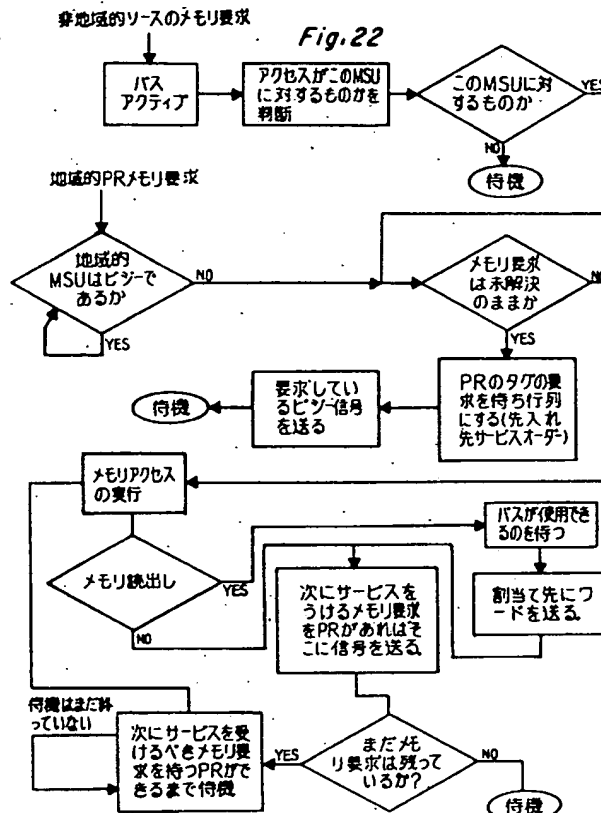 非地域的ソースのメモリ要求
Fig.22
バス
アクティブ
アクセスがこのMSU
に対するものかを
判断
このMSUに対
するものか
YES
NO
待機
地域的PRメモリ要求
地域的
MSUはビジーで
あるか
NO
YES
メモリ要求
は未解決
のままか
NO
YES
PRのタグの要
求を待ち行列
にする(先入れ
先サービスオーダー)
要求してい
るビジー信号
を送る
待機
メモリアクセス
の実行
メモリ読出し
YES
NO
バスが使用でき
るのを待つ
割当て先にワ
ードを送る.
次にサービスを
うけるメモリ要求
をPRがあればそ
こに信号を送る.
待機はまだ終
っていない
次にサービスを受
けるべきメモリ要
求を持つPRがで
きるまで待機
YES
まだメモ
リ要求は残って
いるか?
NO
待機